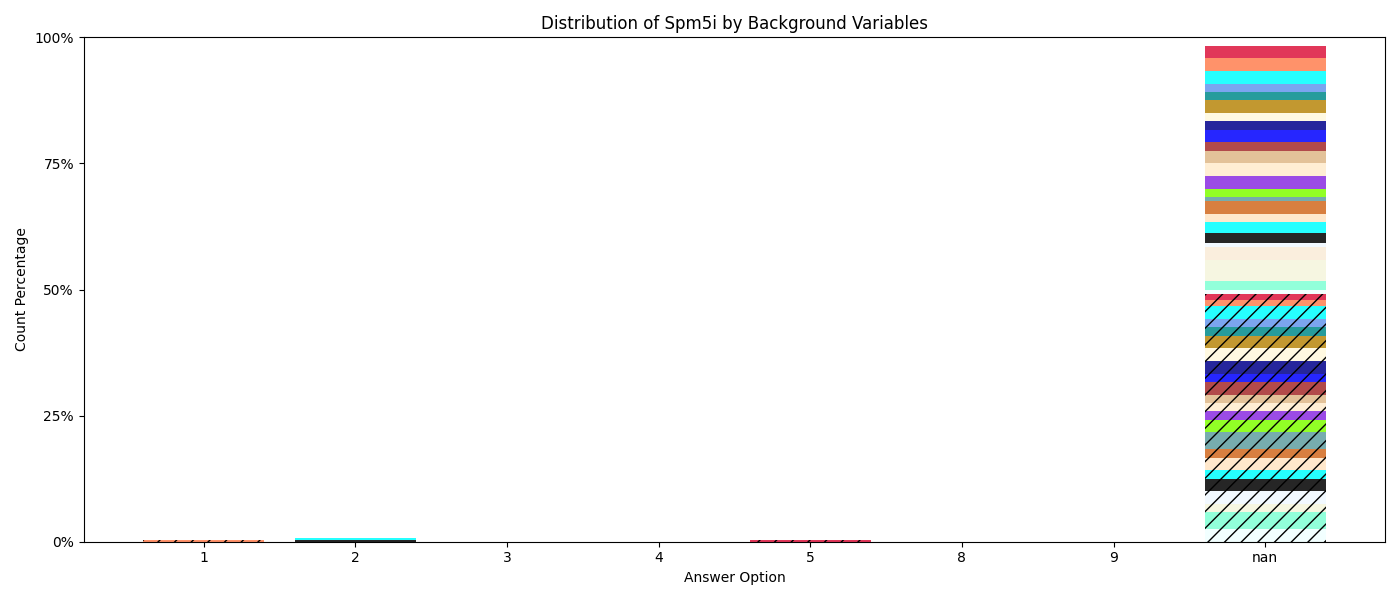 Distribution of Spm5i by Background Variables
100%
75%
50%
25%
0%
Count Percentage
1 2 3 4 5 8 9 nan
Answer Option